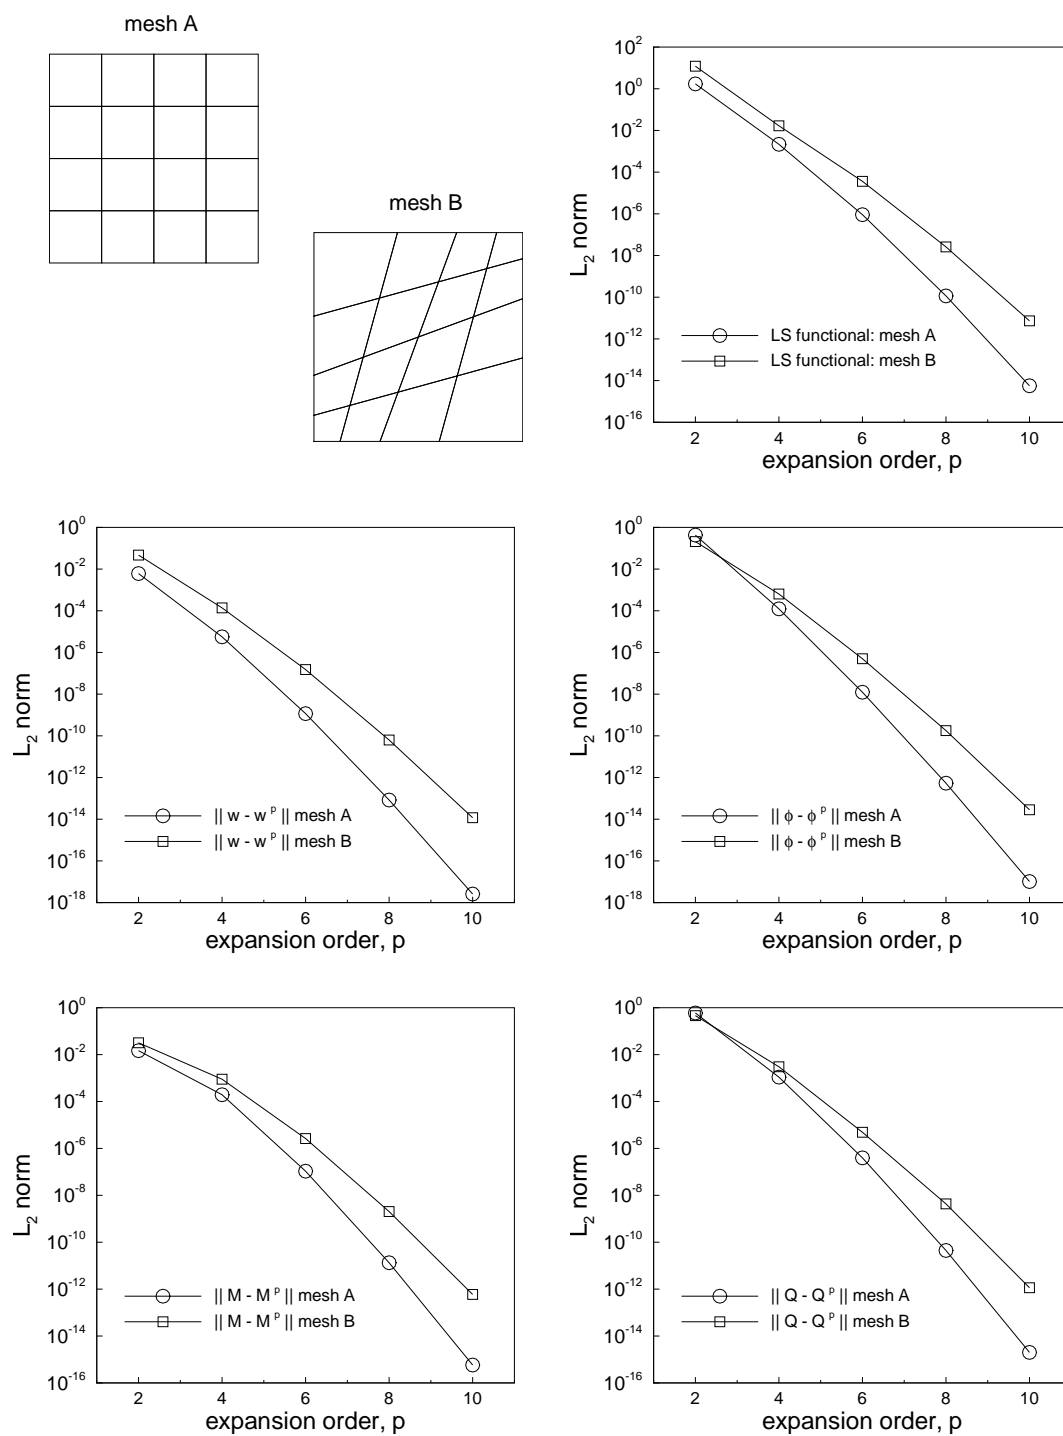 mesh A
mesh B
10^2
10^0
10^-2
10^-4
10^-6
10^-8
10^-10
10^-12
10^-14
10^-16
L_2 norm
LS functional: mesh A
LS functional: mesh B
2 4 6 8 10
expansion order, p
10^0
10^-2
10^-4
10^-6
10^-8
10^-10
10^-12
10^-14
10^-16
10^-18
L_2 norm
|| w - w^p || mesh A
|| w - w^p || mesh B
2 4 6 8 10
expansion order, p
10^0
10^-2
10^-4
10^-6
10^-8
10^-10
10^-12
10^-14
10^-16
10^-18
L_2 norm
|| ϕ - ϕ^p || mesh A
|| ϕ - ϕ^p || mesh B
2 4 6 8 10
expansion order, p
10^0
10^-2
10^-4
10^-6
10^-8
10^-10
10^-12
10^-14
10^-16
L_2 norm
|| M - M^p || mesh A
|| M - M^p || mesh B
2 4 6 8 10
expansion order, p
10^0
10^-2
10^-4
10^-6
10^-8
10^-10
10^-12
10^-14
10^-16
L_2 norm
|| Q - Q^p || mesh A
|| Q - Q^p || mesh B
2 4 6 8 10
expansion order, p